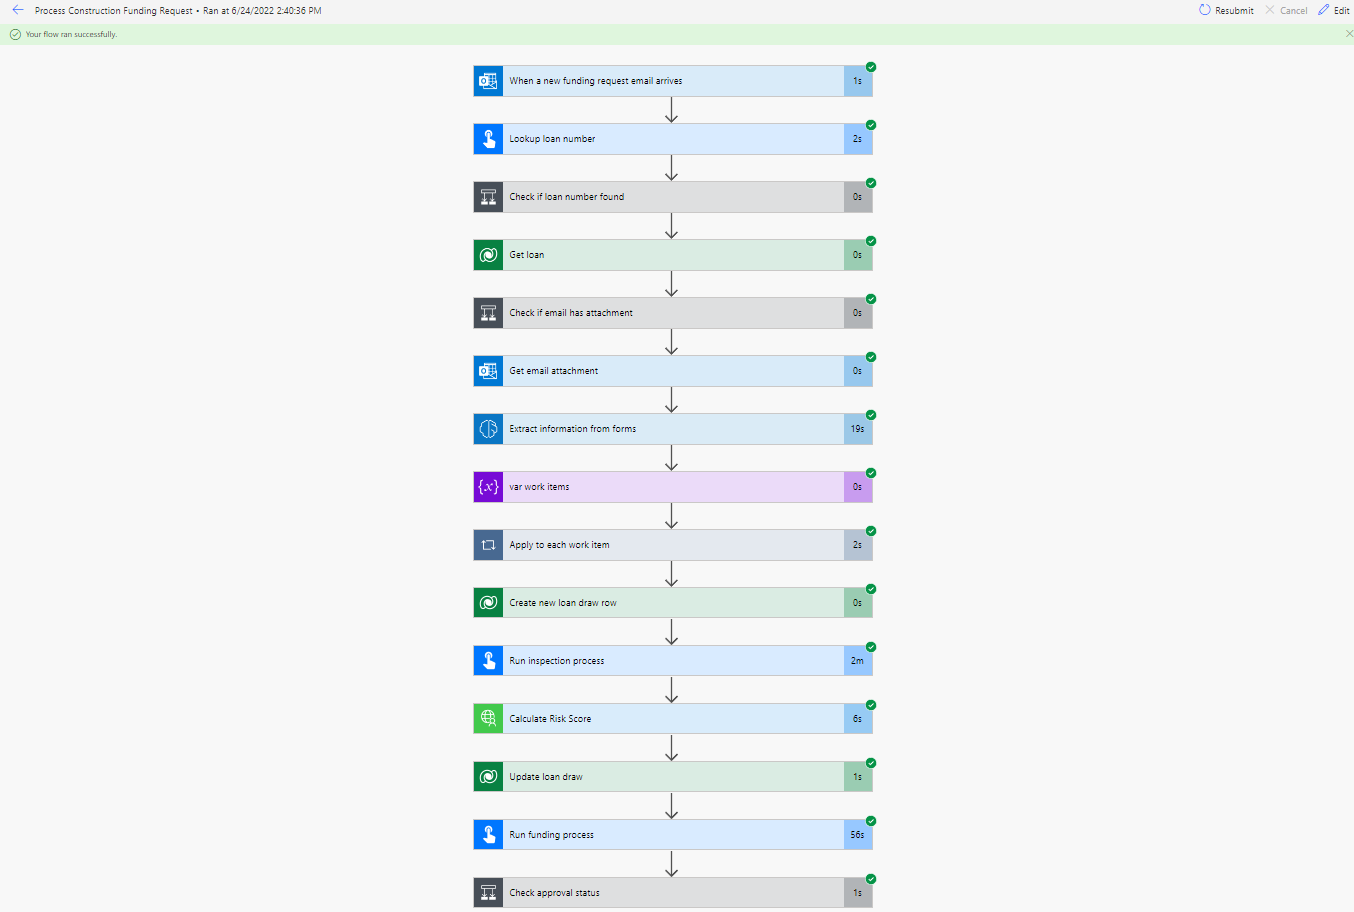 Process Construction Funding Request • Ran at 6/24/2022 2:40:36 PM
Resubmit Cancel Edit
Your flow ran successfully.
When a new funding request email arrives 1s
Lookup loan number 2s
Check if loan number found 0s
Get loan 0s
Check if email has attachment 0s
Get email attachment 0s
Extract information from forms 19s
{x} var work items 0s
Apply to each work item 2s
Create new loan draw row 0s
Run inspection process 2m
Calculate Risk Score 6s
Update loan draw 1s
Run funding process 56s
Check approval status 1s